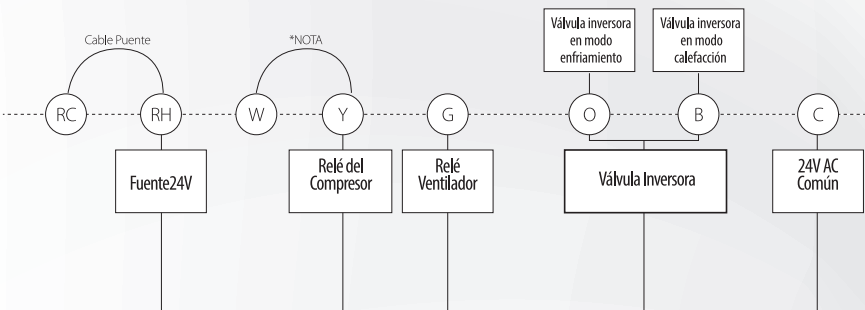 Válvula inversora
en modo
enfriamiento
Válvula inversora
en modo
calefacción
Cable Puente
*NOTA
RC
RH
W
Y
G
O
B
C
Fuente24V
Relé del
Compresor
Relé
Ventilador
Válvula Inversora
24V AC
Común